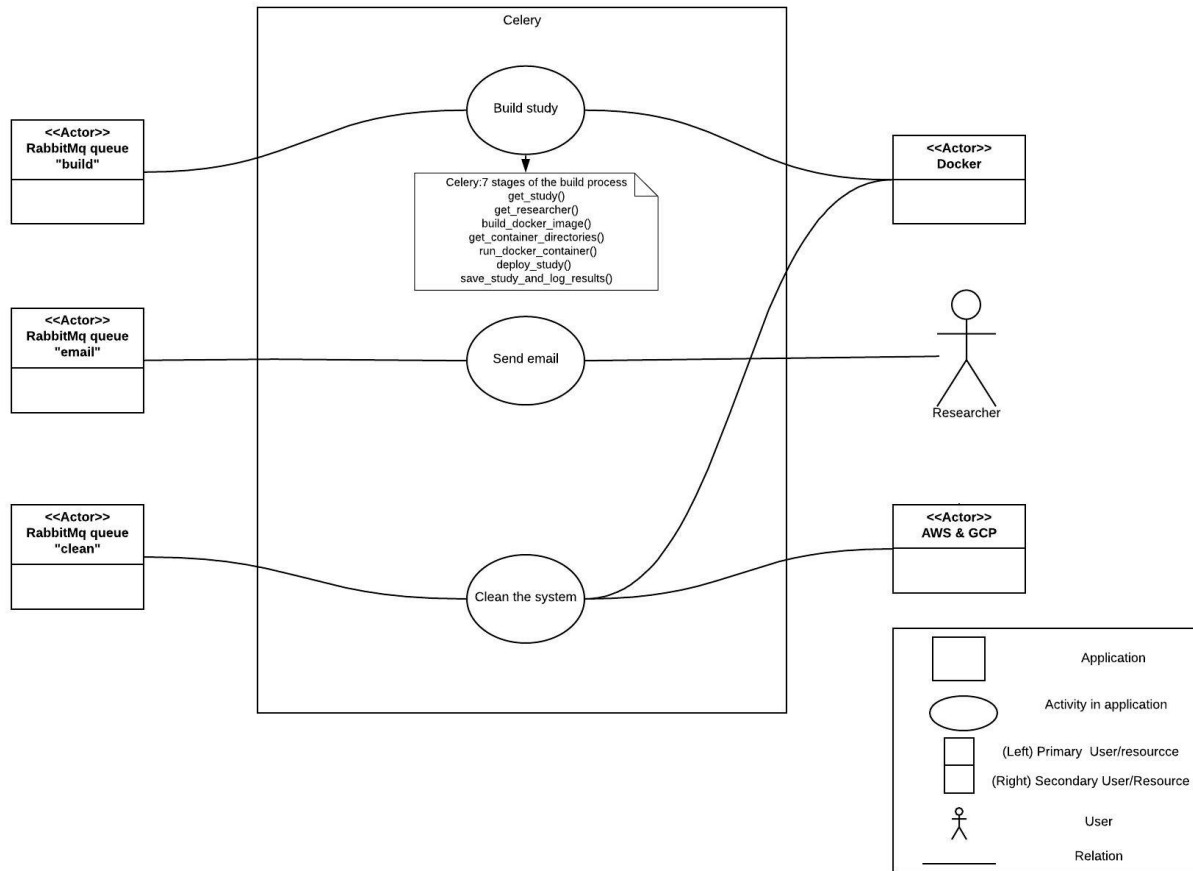 Celery
Build study
<<Actor>>
RabbitMq queue
"build"
<<Actor>>
Docker
Celery:7 stages of the build process
get_study()
get_researcher()
build_docker_image()
get_container_directories()
run_docker_container()
deploy_study()
save_study_and_log_results()
<<Actor>>
RabbitMq queue
"email"
Send email
Researcher
<<Actor>>
RabbitMq queue
"clean"
Clean the system
<<Actor>>
AWS & GCP
Application
Activity in application
(Left) Primary User/resourcce
(Right) Secondary User/Resource
User
Relation